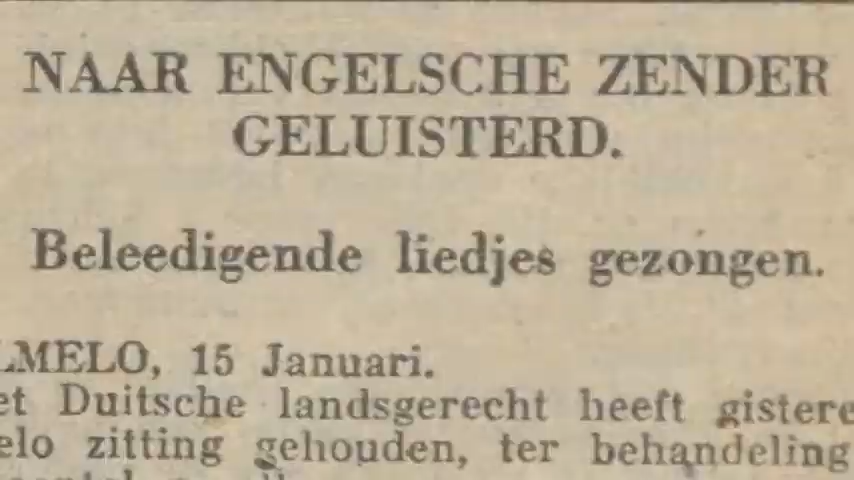 NAAR ENGELSCHE ZENDER
GELUISTERD.
Beleedigende liedjes gezongen.
LMELO, 15 Januari.
et Duitsche landsgerecht heeft gistere
elo zitting gehouden, ter behandeling